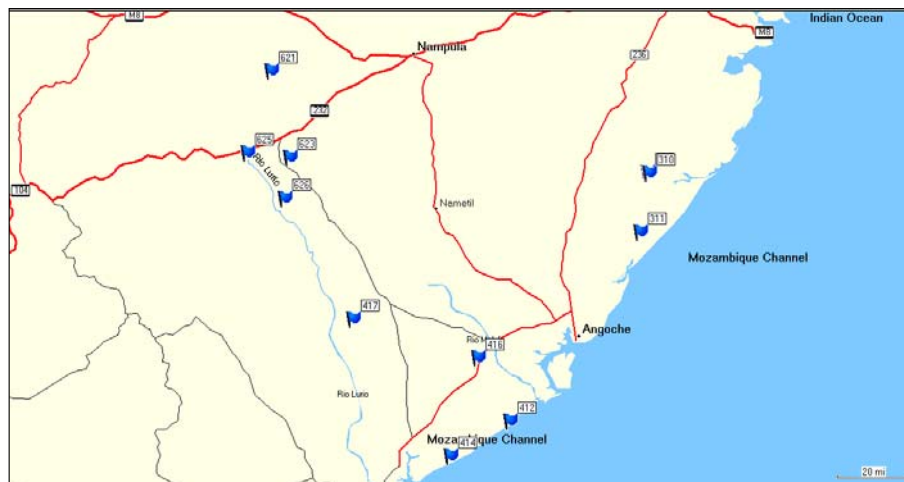 M8
Indian Ocean
M8
Nampula
236
621
232
625
623
Rio Lurio
310
104
626
Nametil
311
Mozambique Channel
417
Angoche
416
Rio Lurio
412
Mozambique Channel
414
20 mi